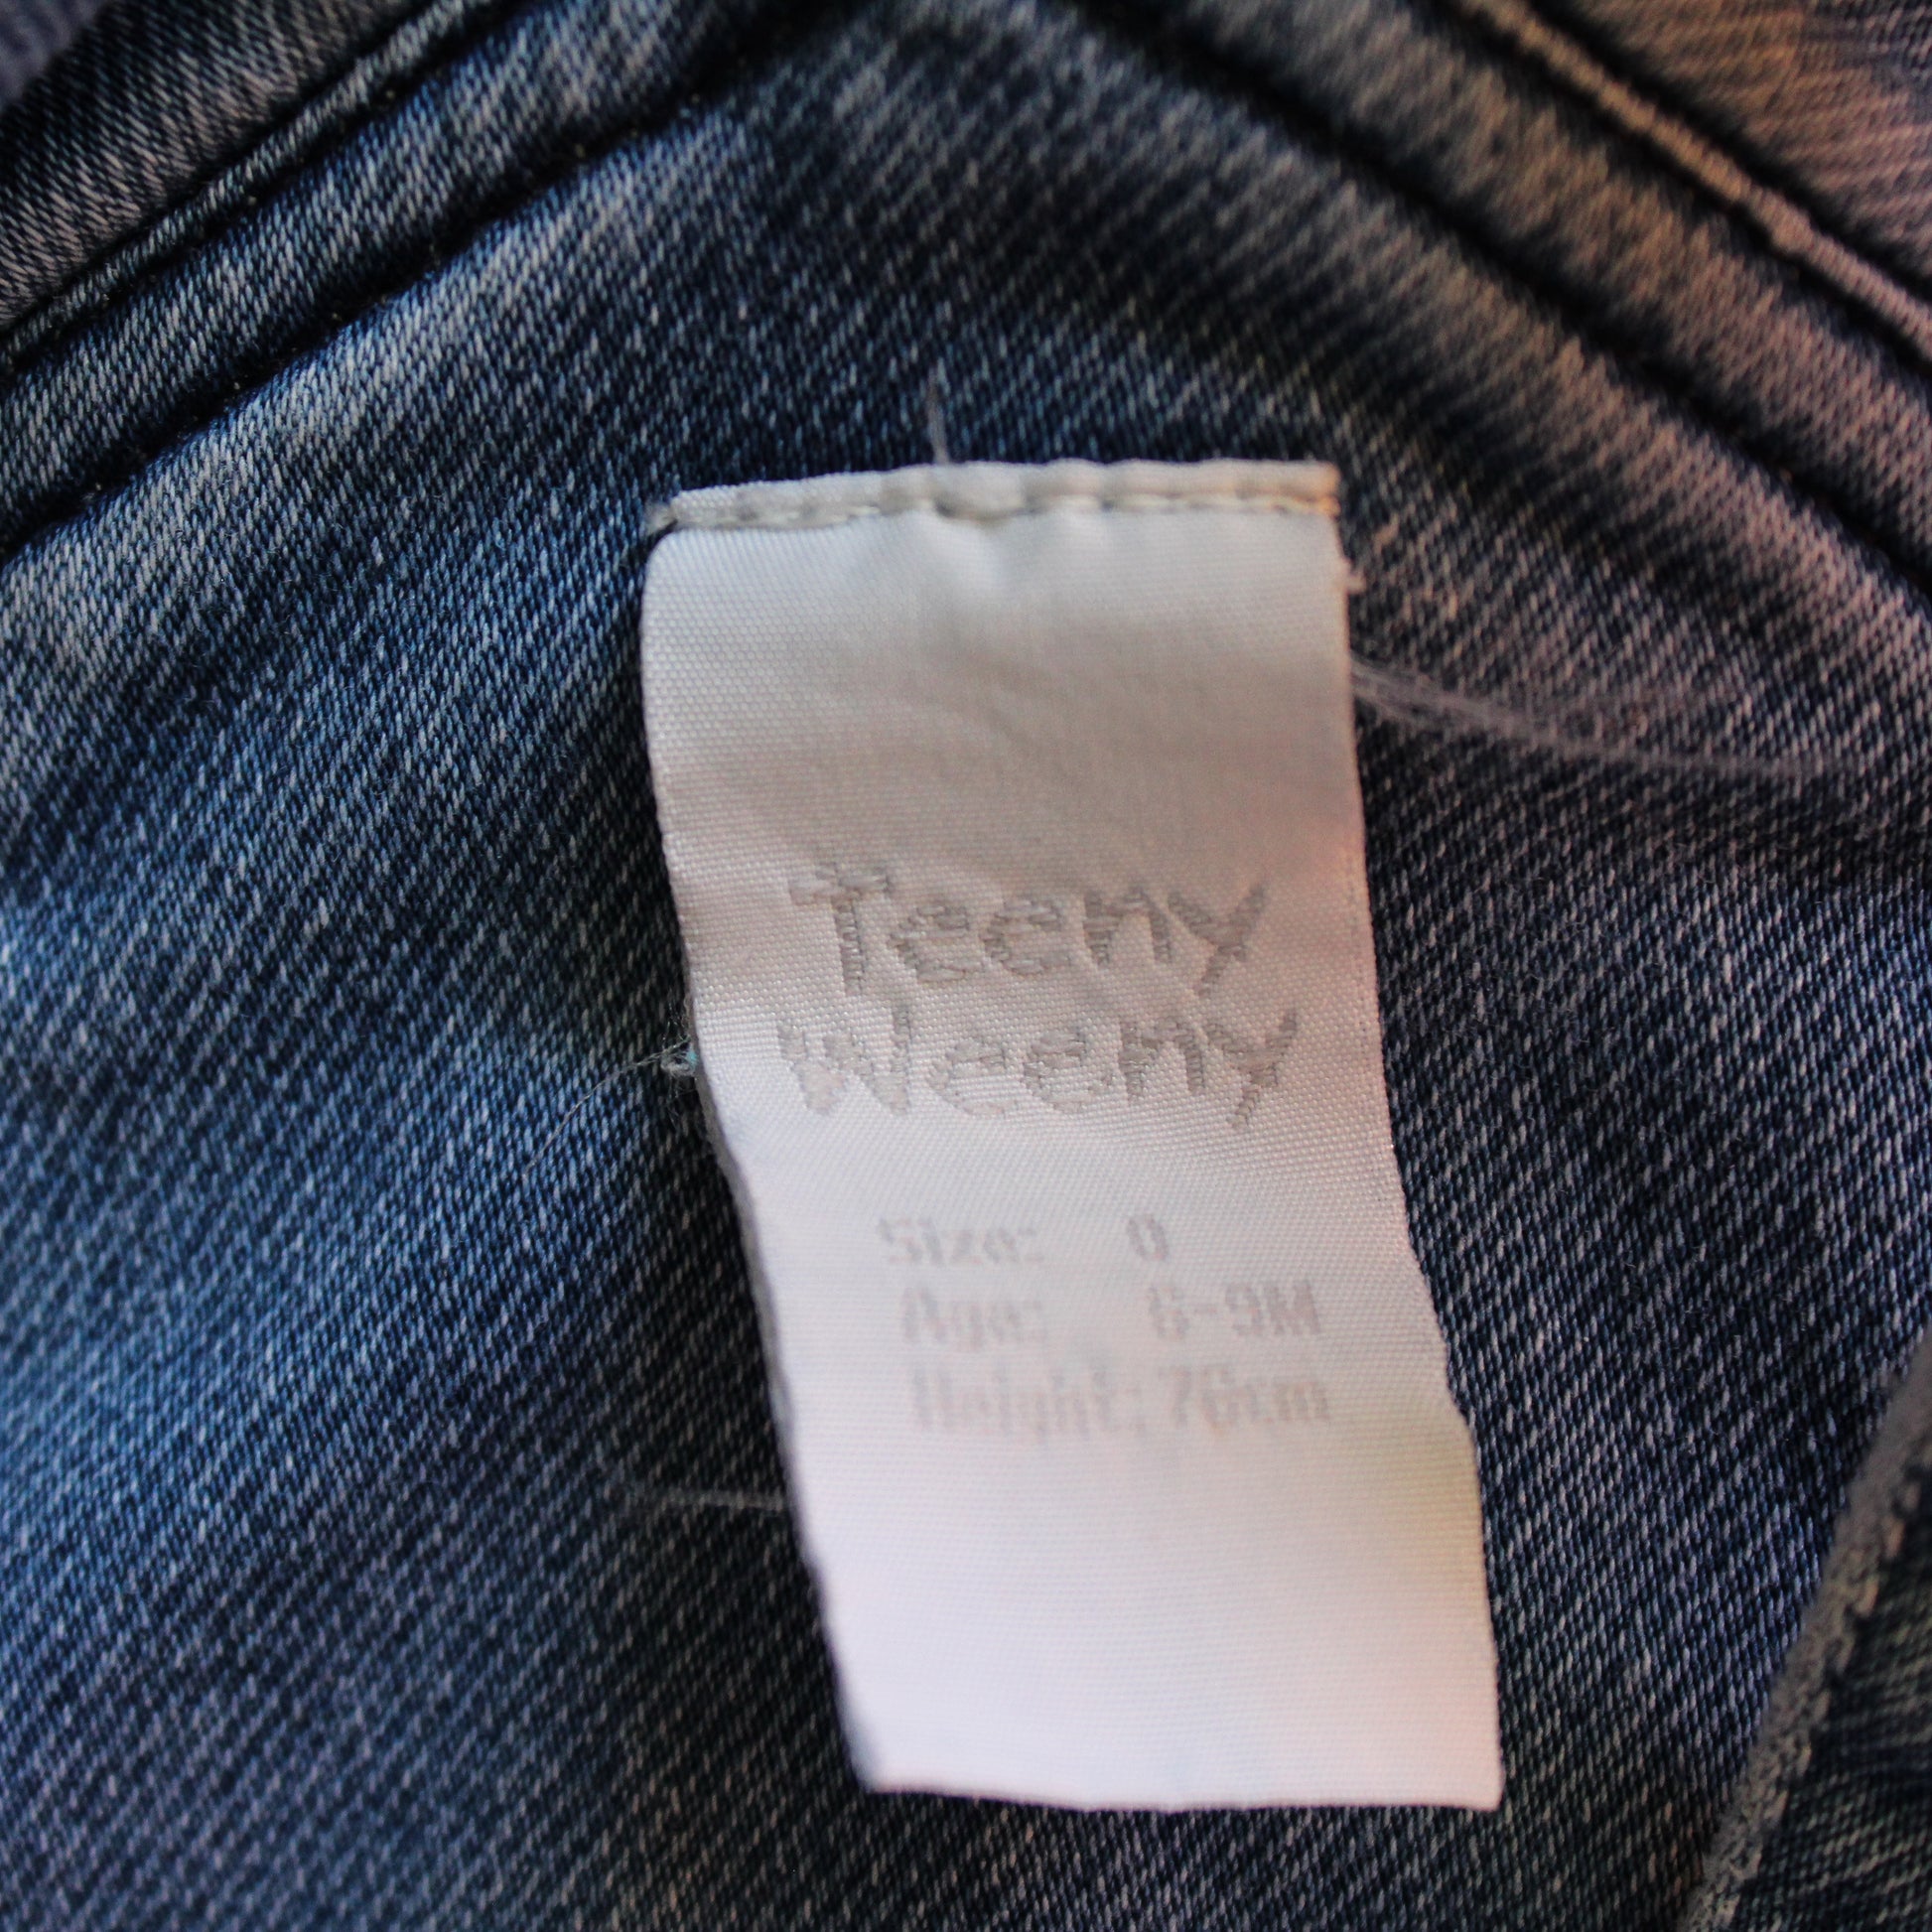 Teeny
Weeny
Size: 0
Age: 6-9M
Height: 76cm